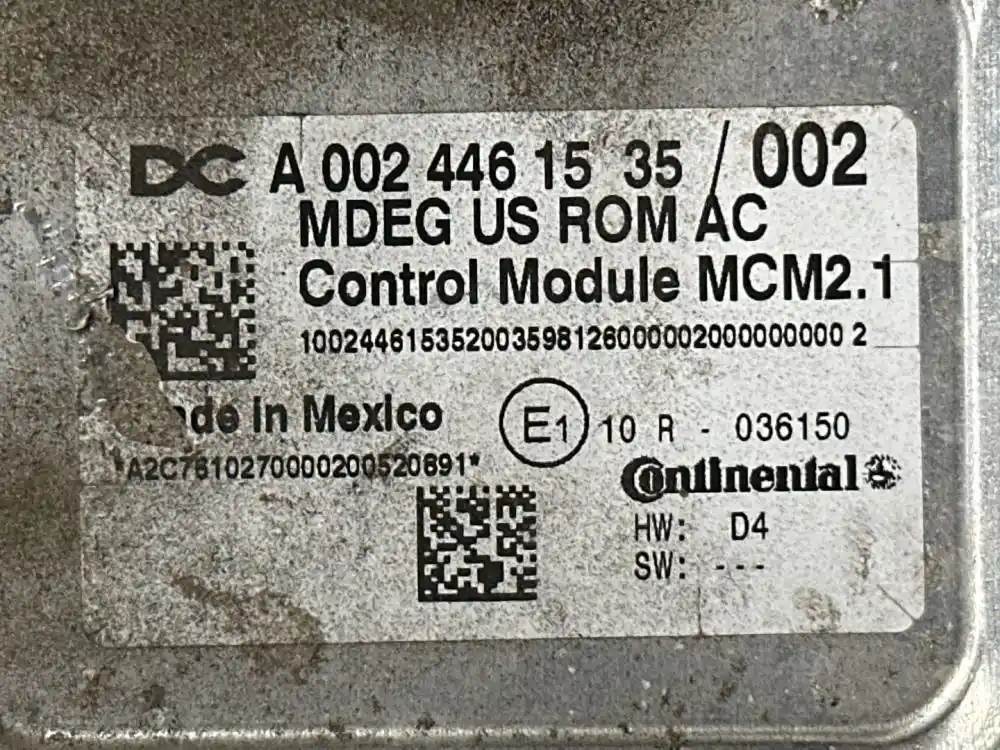 DC A 002 446 15 35 / 002
MDEG US ROM AC
Control Module MCM2.1
10024461535200359812600000200000000 2
in Mexico
E1 10 R - 036150
*A2C7610270000200520691*
Continental
HW: D4
SW: ---